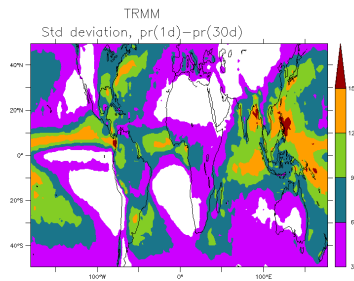 TRMM
Std deviation, pr(1d)-pr(30d)
40°N
20°N
0°
20°S
40°S
100°W
0°
100°E
15
12
9
6
3